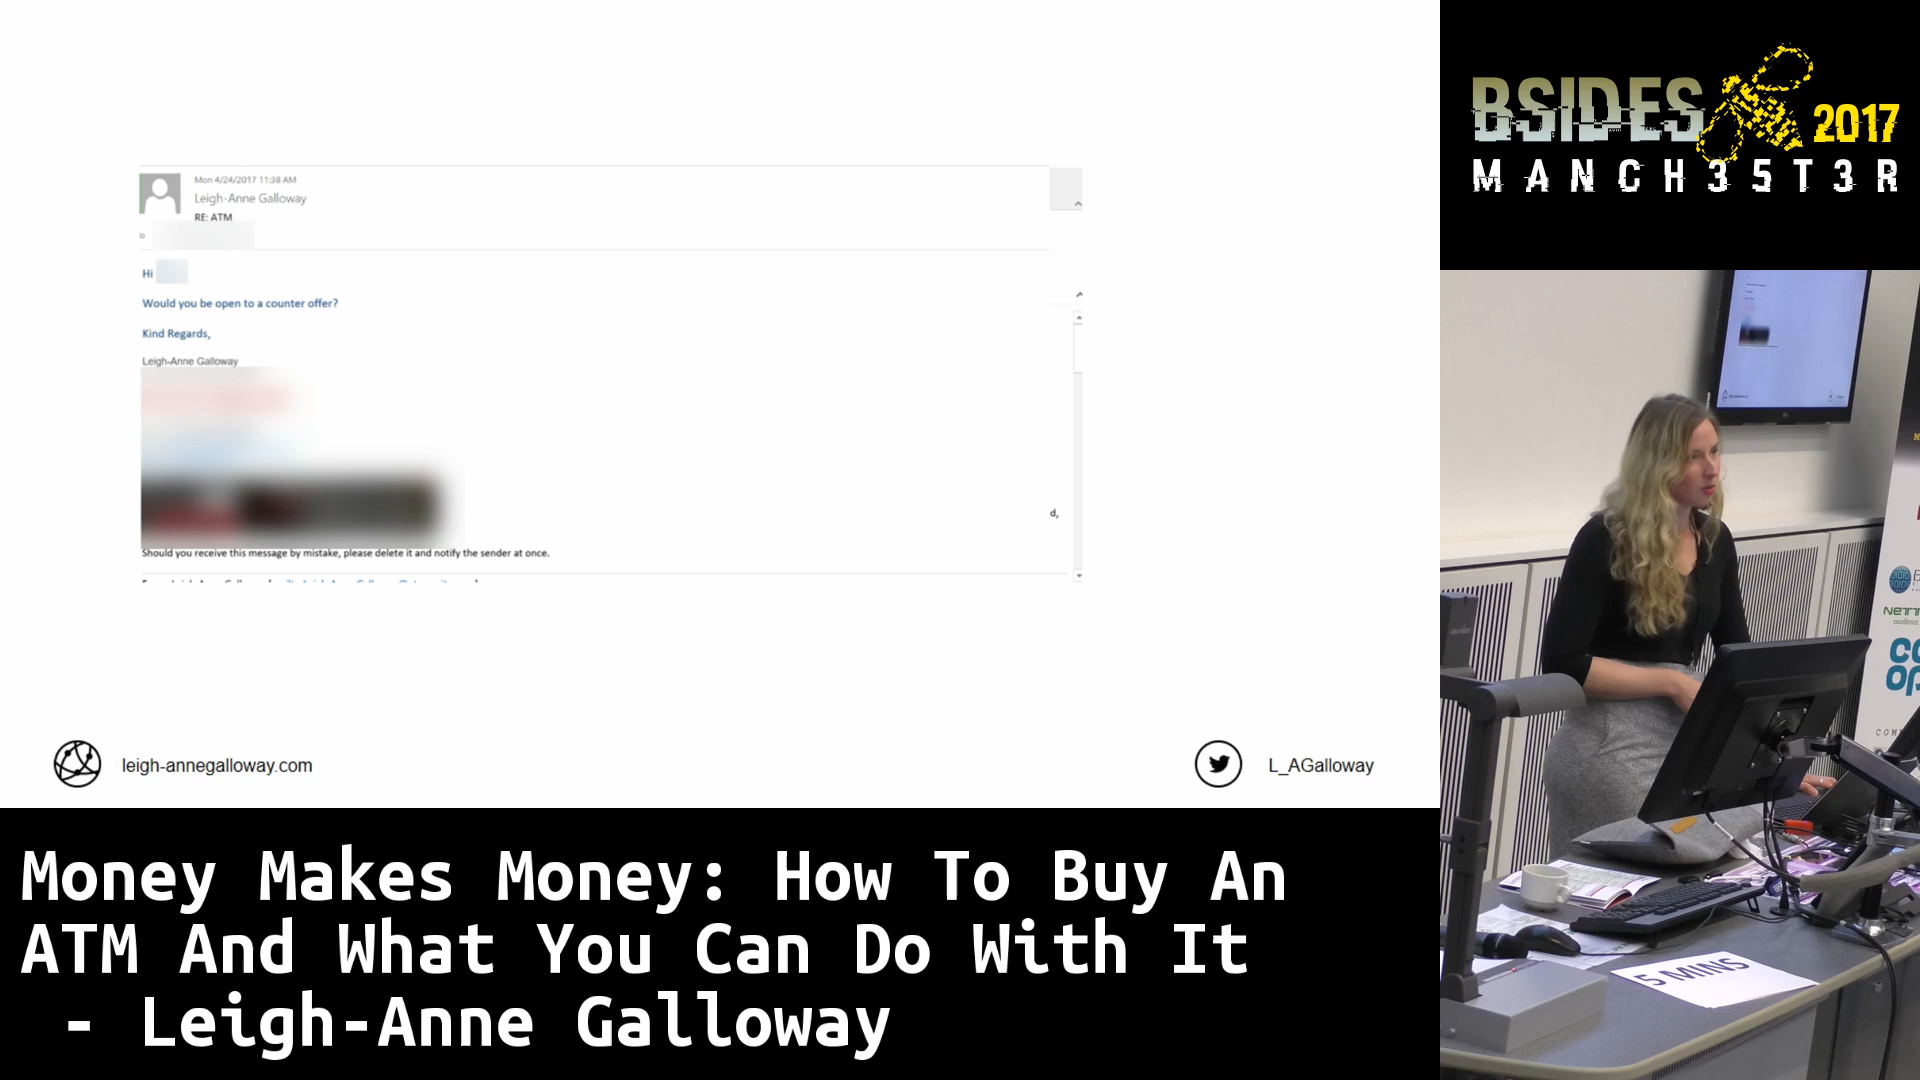 Mon 4/24/2017 11:38 AM
Leigh-Anne Galloway
RE: ATM
To
Hi
Would you be open to a counter offer?
Kind Regards,
Leigh-Anne Galloway
d,
Should you receive this message by mistake, please delete it and notify the sender at once.
leigh-annegalloway.com
L_AGalloway
Money Makes Money: How To Buy An
ATM And What You Can Do With It
- Leigh-Anne Galloway
BSIDES 2017
MANCH35T3R
5 MINS